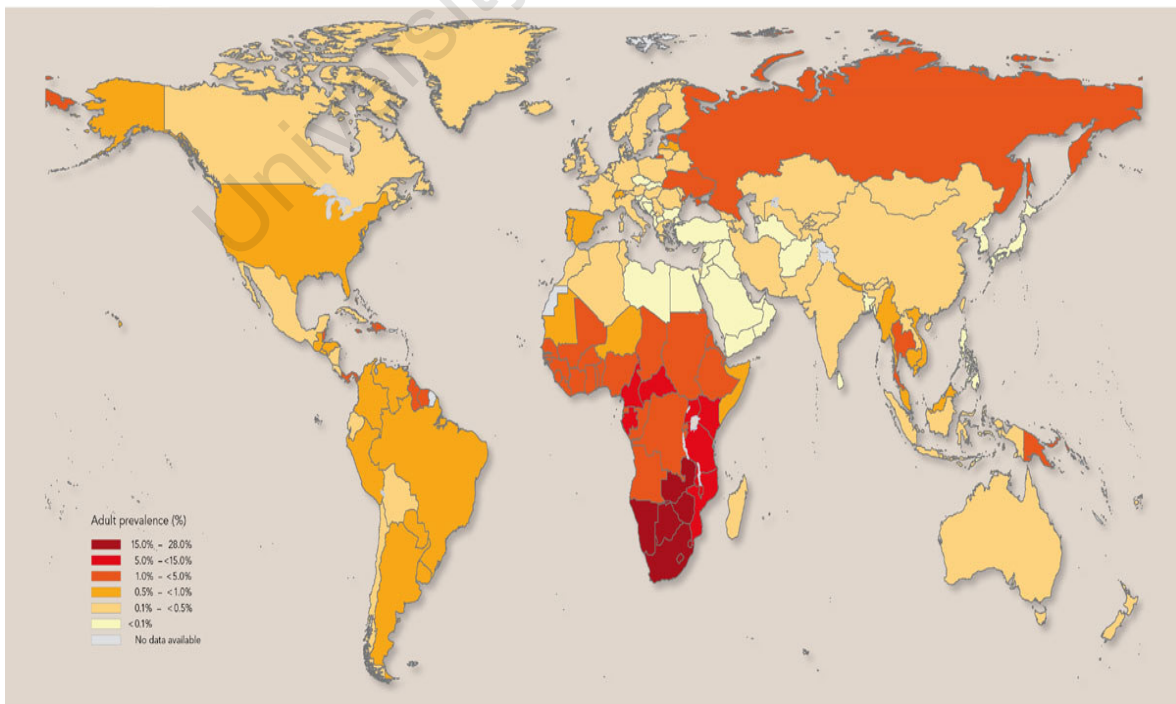 University
Adult prevalence (%)
15.0% – 28.0%
5.0% – <15.0%
1.0% – <5.0%
0.5% – <1.0%
0.1% – <0.5%
<0.1%
No data available